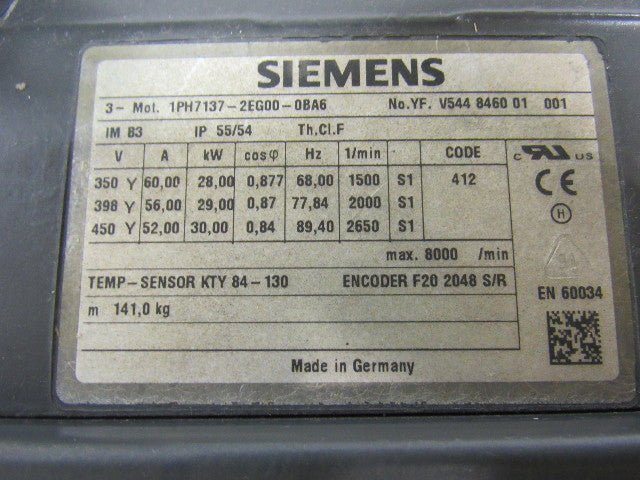 SIEMENS
3- Mot. 1PH7137-2EG00-0BA6 No.YF. V544 8460 01 001
IM B3 IP 55/54 Th.Cl.F
V A kW cosφ Hz 1/min CODE
350 Y 60,00 28,00 0,877 68,00 1500 S1 412
398 Y 56,00 29,00 0,87 77,84 2000 S1
450 Y 52,00 30,00 0,84 89,40 2650 S1
max. 8000 /min
TEMP-SENSOR KTY 84-130 ENCODER F20 2048 S/R
m 141,0 kg
Made in Germany
c RU US
CE
H
EN 60034